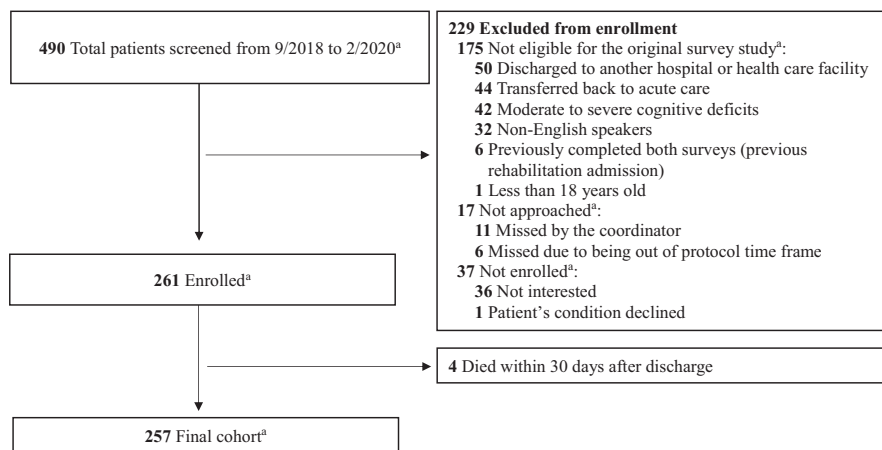 490 Total patients screened from 9/2018 to 2/2020ᵃ
229 Excluded from enrollment
175 Not eligible for the original survey studyᵃ:
50 Discharged to another hospital or health care facility
44 Transferred back to acute care
42 Moderate to severe cognitive deficits
32 Non-English speakers
6 Previously completed both surveys (previous
rehabilitation admission)
1 Less than 18 years old
17 Not approachedᵃ:
11 Missed by the coordinator
6 Missed due to being out of protocol time frame
37 Not enrolledᵃ:
36 Not interested
1 Patient’s condition declined
261 Enrolledᵃ
4 Died within 30 days after discharge
257 Final cohortᵃ